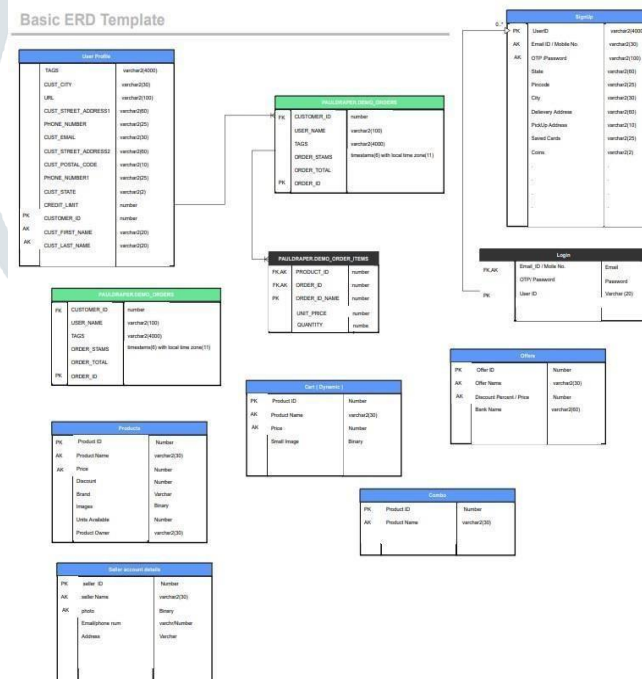 Basic ERD Template
User Profile
TAGS varchar2(4000)
CUST_CITY varchar2(30)
URL varchar2(100)
CUST_STREET_ADDRESS1 varchar2(60)
PHONE_NUMBER varchar2(25)
CUST_EMAIL varchar2(30)
CUST_STREET_ADDRESS2 varchar2(60)
CUST_POSTAL_CODE varchar2(10)
PHONE_NUMBER1 varchar2(25)
CUST_STATE varchar2(2)
CREDIT_LIMIT number
PK CUSTOMER_ID number
AK CUST_FIRST_NAME varchar2(20)
AK CUST_LAST_NAME varchar2(20)
PAULDRAPER.DEMO_ORDERS
FK CUSTOMER_ID number
USER_NAME varchar2(100)
TAGS varchar2(4000)
ORDER_STAMS timestams(6) with local time zone(11)
ORDER_TOTAL
PK ORDER_ID
0..*
SignUp
PK UserID varchar2(4000
AK Email ID / Mobile No. varchar2(30)
AK OTP /Password varchar2(100)
State varchar2(60)
Pincode varchar2(25)
City varchar2(30)
Delievery Address varchar2(60)
PickUp Address varchar2(10)
Saved Cards varchar2(25)
Coins varchar2(2)
PAULDRAPER.DEMO_ORDER_ITEMS
FK,AK PRODUCT_ID number
FK,AK ORDER_ID number
PK ORDER_ID_NAME number
UNIT_PRICE number
QUANTITY numbe
Login
FK,AK Email_ID / Mobile No. Email
OTP/ Password Password
PK User ID Varchar (20)
PAULDRAPER.DEMO_ORDERS
FK CUSTOMER_ID number
USER_NAME varchar2(100)
TAGS varchar2(4000)
ORDER_STAMS timestams(6) with local time zone(11)
ORDER_TOTAL
PK ORDER_ID
Offers
PK Offer ID Number
AK Offer Name varchar2(30)
AK Discount Percent / Price Number
Bank Name varchar2(60)
Cart ( Dynamic )
PK Product ID Number
AK Product Name varchar2(30)
AK Price Number
Small Image Binary
Products
PK Product ID Number
AK Product Name varchar2(30)
AK Price Number
Discount Number
Brand Varchar
Images Binary
Units Available Number
Product Owner varchar2(30)
Combo
PK Product ID Number
AK Product Name varchar2(30)
Seller account details
PK seller ID Number
AK seller Name varchar2(30)
AK photo Binary
Email/phone num varchr/Number
Address Varcher